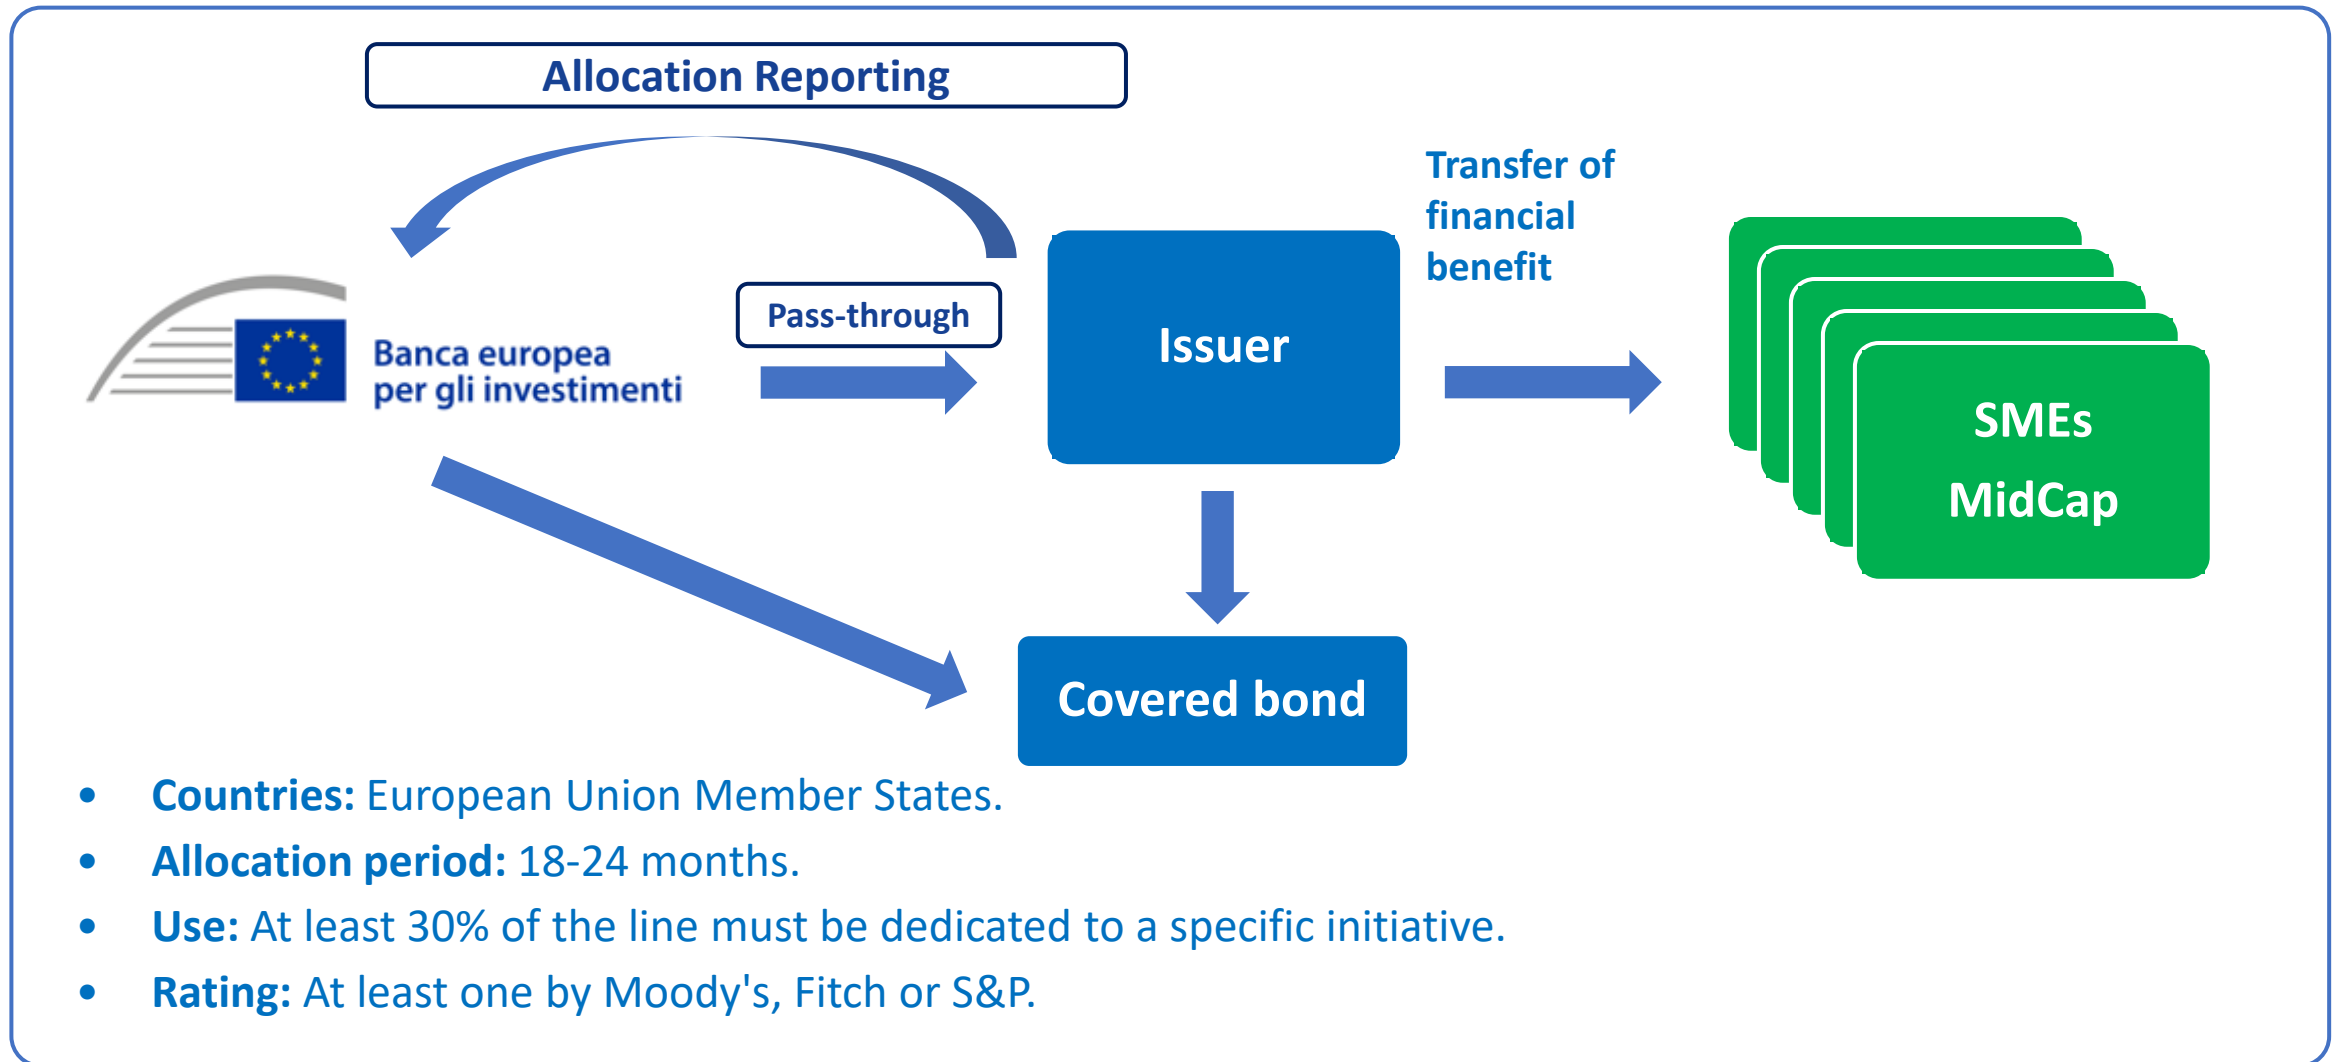 Allocation Reporting
Transfer of
financial
benefit
Pass-through
Banca europea
per gli investimenti
Issuer
SMEs
MidCap
Covered bond
• Countries: European Union Member States.
• Allocation period: 18-24 months.
• Use: At least 30% of the line must be dedicated to a specific initiative.
• Rating: At least one by Moody's, Fitch or S&P.